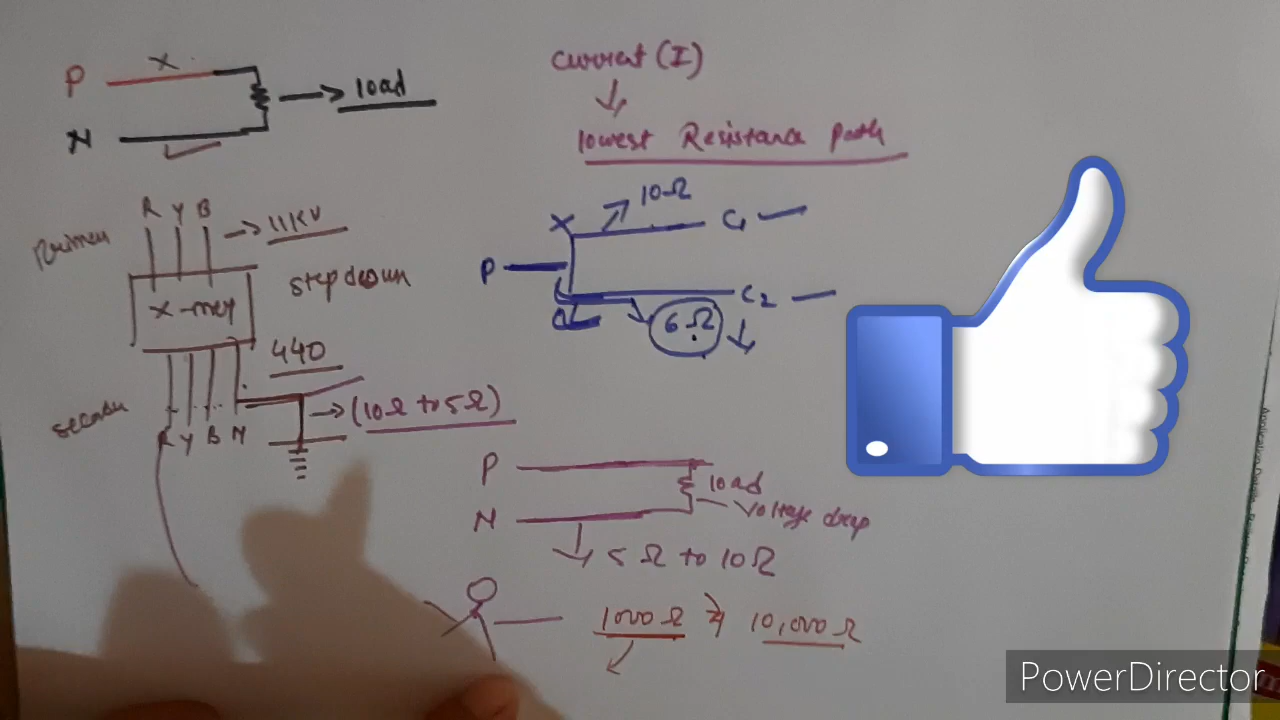 P X
load
N
R Y B
11KV
X-mer
step down
440
(10Ω to 5Ω)
R Y B N
Current (I)
lowest Resistance Path
10Ω
X
P
C1
C2
6Ω
P
load
Voltage drop
N
5Ω to 10Ω
1000Ω
10,000Ω
PowerDirector